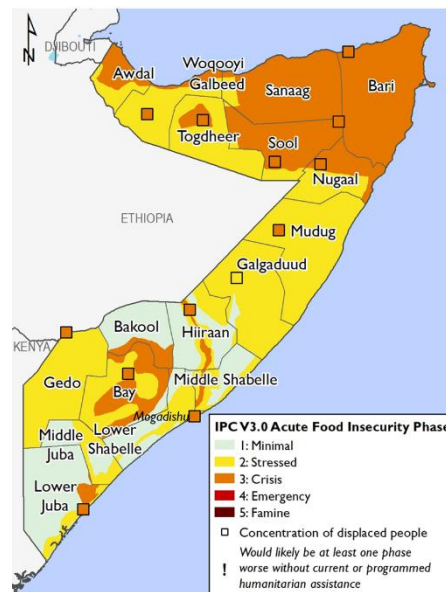 N
DJIBOUTI
Awdal
Woqooyi
Galbeed
Sanaag
Bari
Togdheer
Sool
Nugaal
ETHIOPIA
Mudug
Galgaduud
Bakool
Hiiraan
KENYA
Gedo
Bay
Middle Shabelle
Mogadishu
Middle
Juba
Lower
Shabelle
Lower
Juba
IPC V3.0 Acute Food Insecurity Phase
1: Minimal
2: Stressed
3: Crisis
4: Emergency
5: Famine
Concentration of displaced people
! Would likely be at least one phase
worse without current or programmed
humanitarian assistance